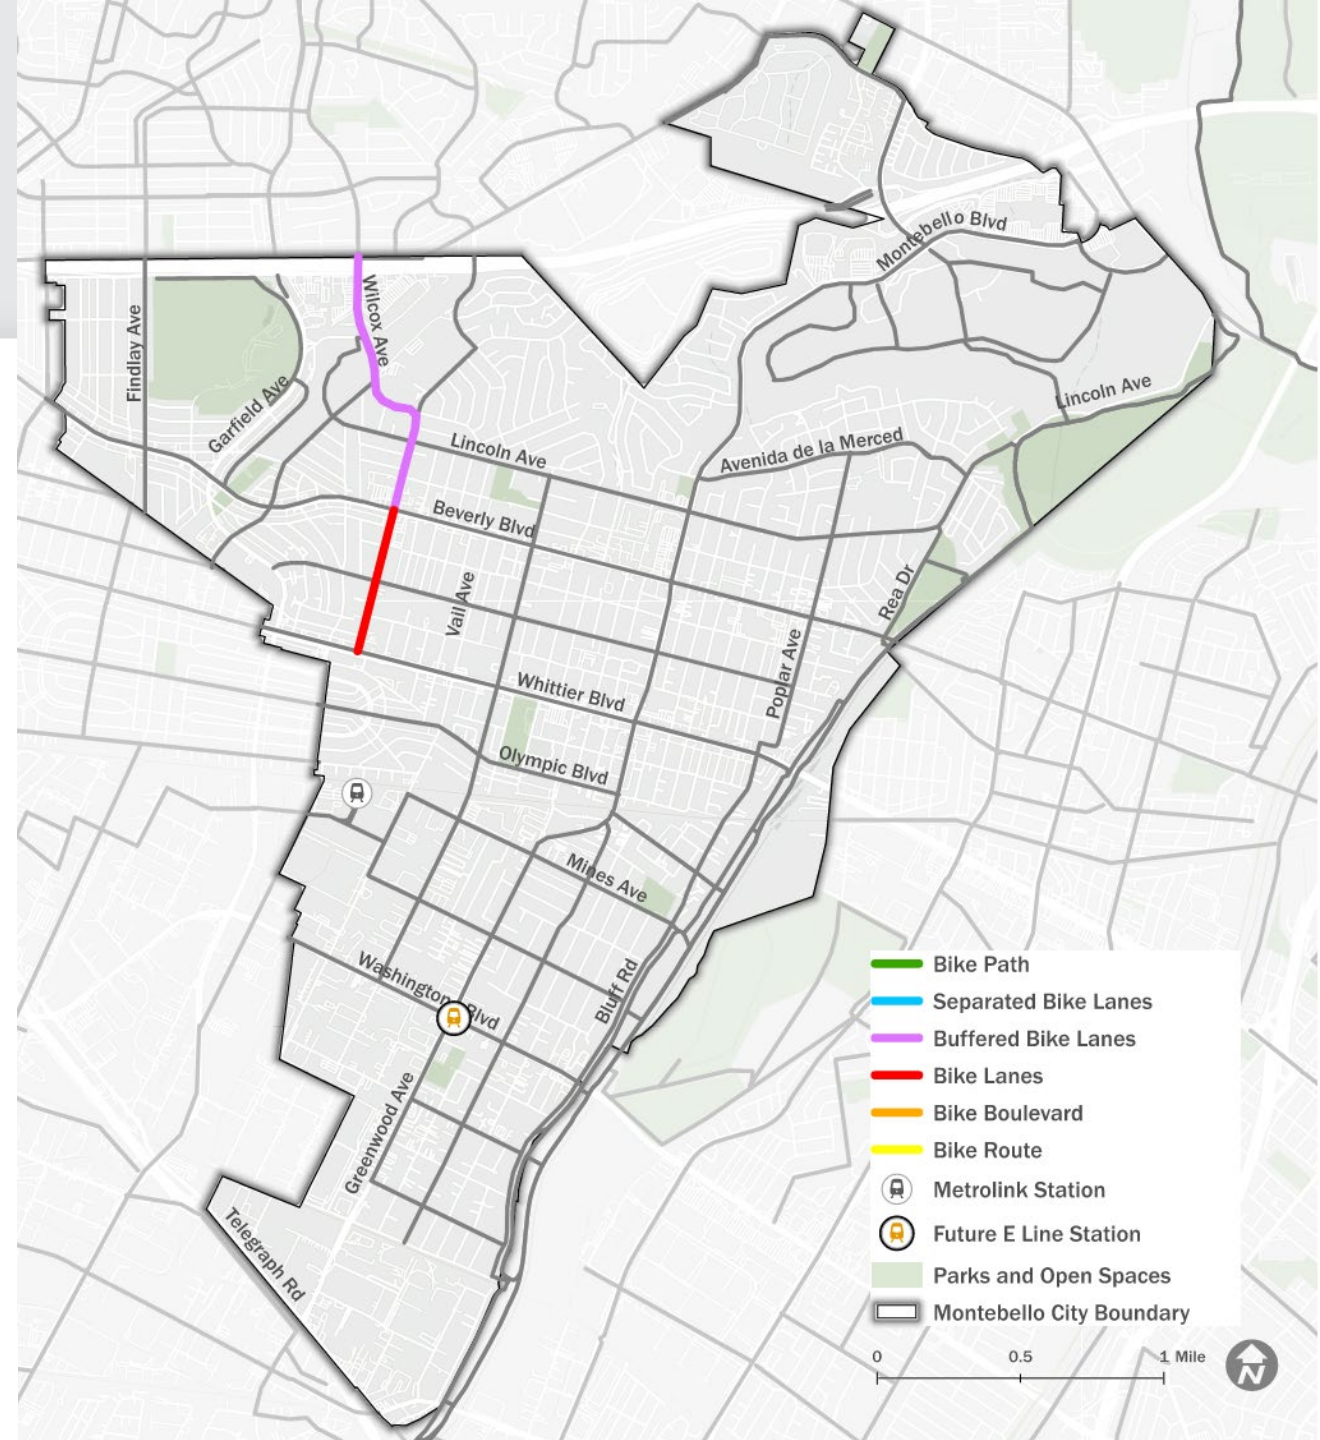 Montebello Blvd
Wilcox Ave
Findlay Ave
Garfield Ave
Lincoln Ave
Lincoln Ave
Avenida de la Merced
Beverly Blvd
Vail Ave
Rea Dr
Poplar Ave
Whittier Blvd
Olympic Blvd
Mines Ave
Washington Blvd
Bluff Rd
Greenwood Ave
Telegraph Rd
Bike Path
Separated Bike Lanes
Buffered Bike Lanes
Bike Lanes
Bike Boulevard
Bike Route
Metrolink Station
Future E Line Station
Parks and Open Spaces
Montebello City Boundary
0 0.5 1 Mile
N